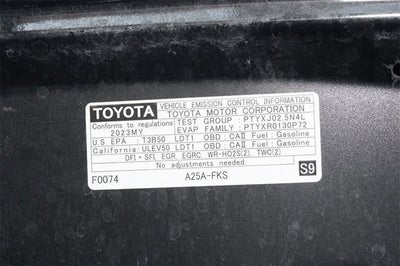 TOYOTA VEHICLE EMISSION CONTROL INFORMATION
TOYOTA MOTOR CORPORATION
Conforms to regulations TEST GROUP : PTYXJ02.5N4L
2023MY EVAP FAMILY : PTYXR0130P72
U.S. EPA : T3B50 LDT1 OBD : CAⅡ Fuel : Gasoline
California: ULEV50 LDT1 OBD : CAⅡ Fuel : Gasoline
DFI + SFI, EGR, EGRC, WR-HO2S(2), TWC(2)
No adjustments needed.
F0074 A25A-FKS S9